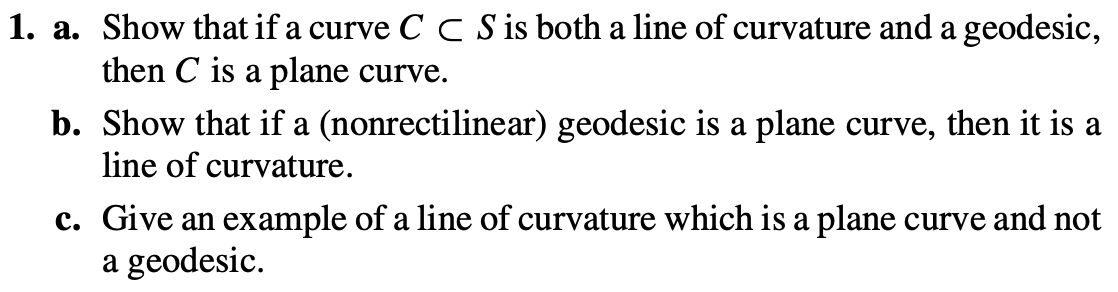 1. a. Show that if a curve C ⊂ S is both a line of curvature and a geodesic,
then C is a plane curve.
b. Show that if a (nonrectilinear) geodesic is a plane curve, then it is a
line of curvature.
c. Give an example of a line of curvature which is a plane curve and not
a geodesic.